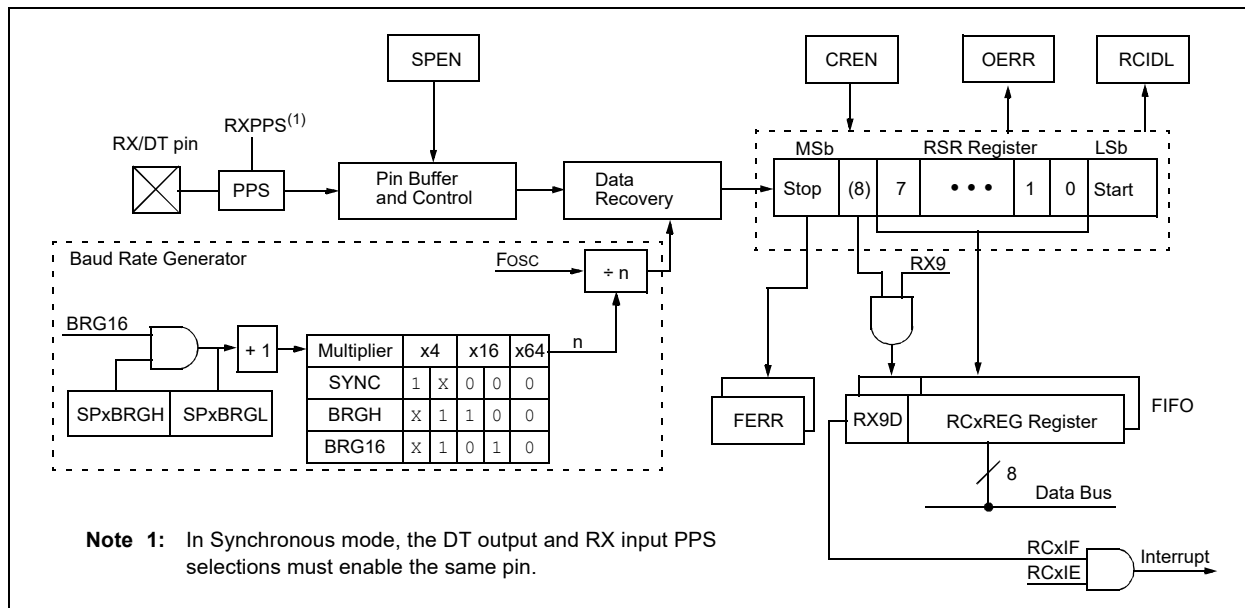 SPEN
CREN
OERR
RCIDL
RXPPS(1)
RX/DT pin
PPS
Pin Buffer
and Control
Data
Recovery
MSb
RSR Register
LSb
Stop
(8)
7
• • •
1
0
Start
Baud Rate Generator
FOSC
÷ n
RX9
BRG16
+ 1
n
Multiplier x4 x16 x64
SYNC 1 X 0 0 0
BRGH X 1 1 0 0
BRG16 X 1 0 1 0
SPxBRGH
SPxBRGL
FERR
RX9D
RCxREG Register
FIFO
8
Data Bus
Note 1: In Synchronous mode, the DT output and RX input PPS
selections must enable the same pin.
RCxIF
RCxIE
Interrupt